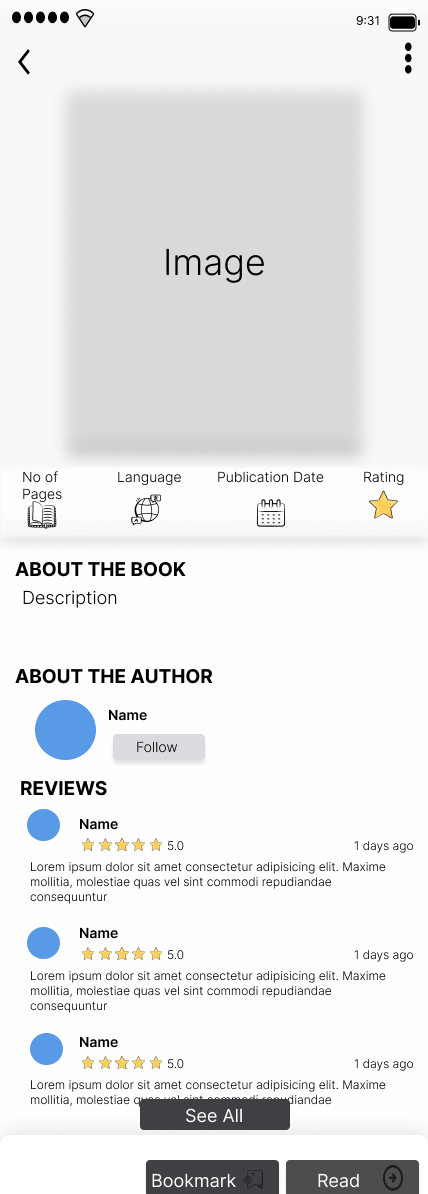 9:31
Image
No of
Pages
Language
Publication Date
Rating
ABOUT THE BOOK
Description
ABOUT THE AUTHOR
Name
Follow
REVIEWS
Name
5.0
1 days ago
Lorem ipsum dolor sit amet consectetur adipisicing elit. Maxime
mollitia, molestiae quas vel sint commodi repudiandae
consequuntur
Name
5.0
1 days ago
Lorem ipsum dolor sit amet consectetur adipisicing elit. Maxime
mollitia, molestiae quas vel sint commodi repudiandae
consequuntur
Name
5.0
1 days ago
Lorem ipsum dolor sit amet consectetur adipisicing elit. Maxime
mollitia, molestiae quas vel sint commodi repudiandae
See All
Bookmark
Read